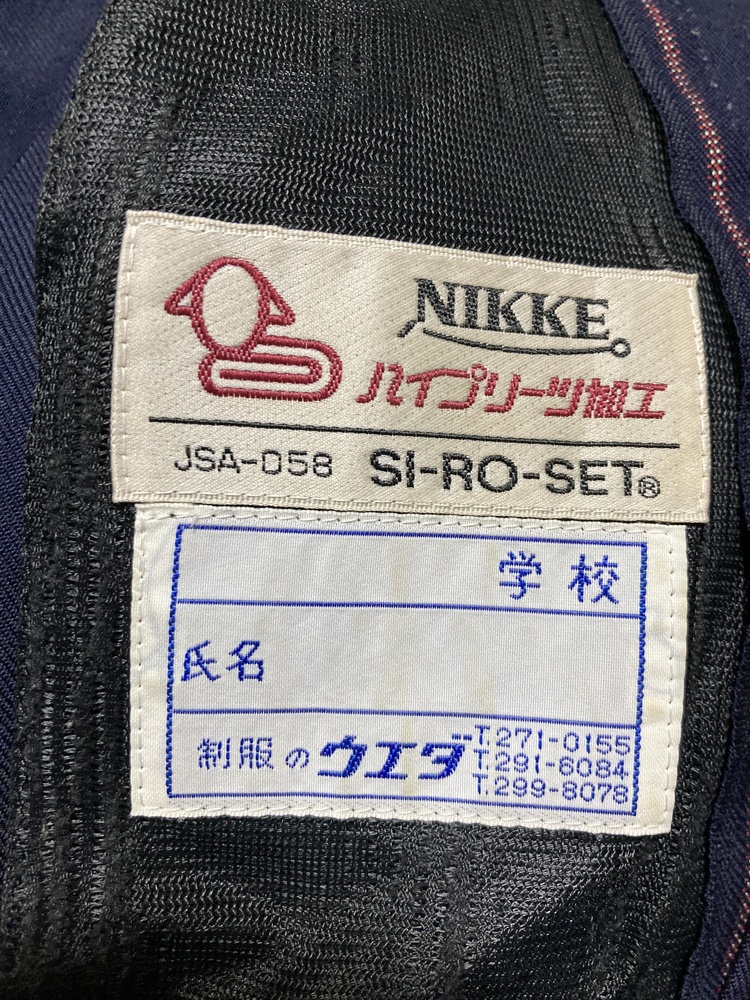 NIKKE
ハイプリーツ加工
JSA-058 SI-RO-SET®
学校
氏名
制服のウエダ
T.271-0155
T.291-8084
T.299-8078